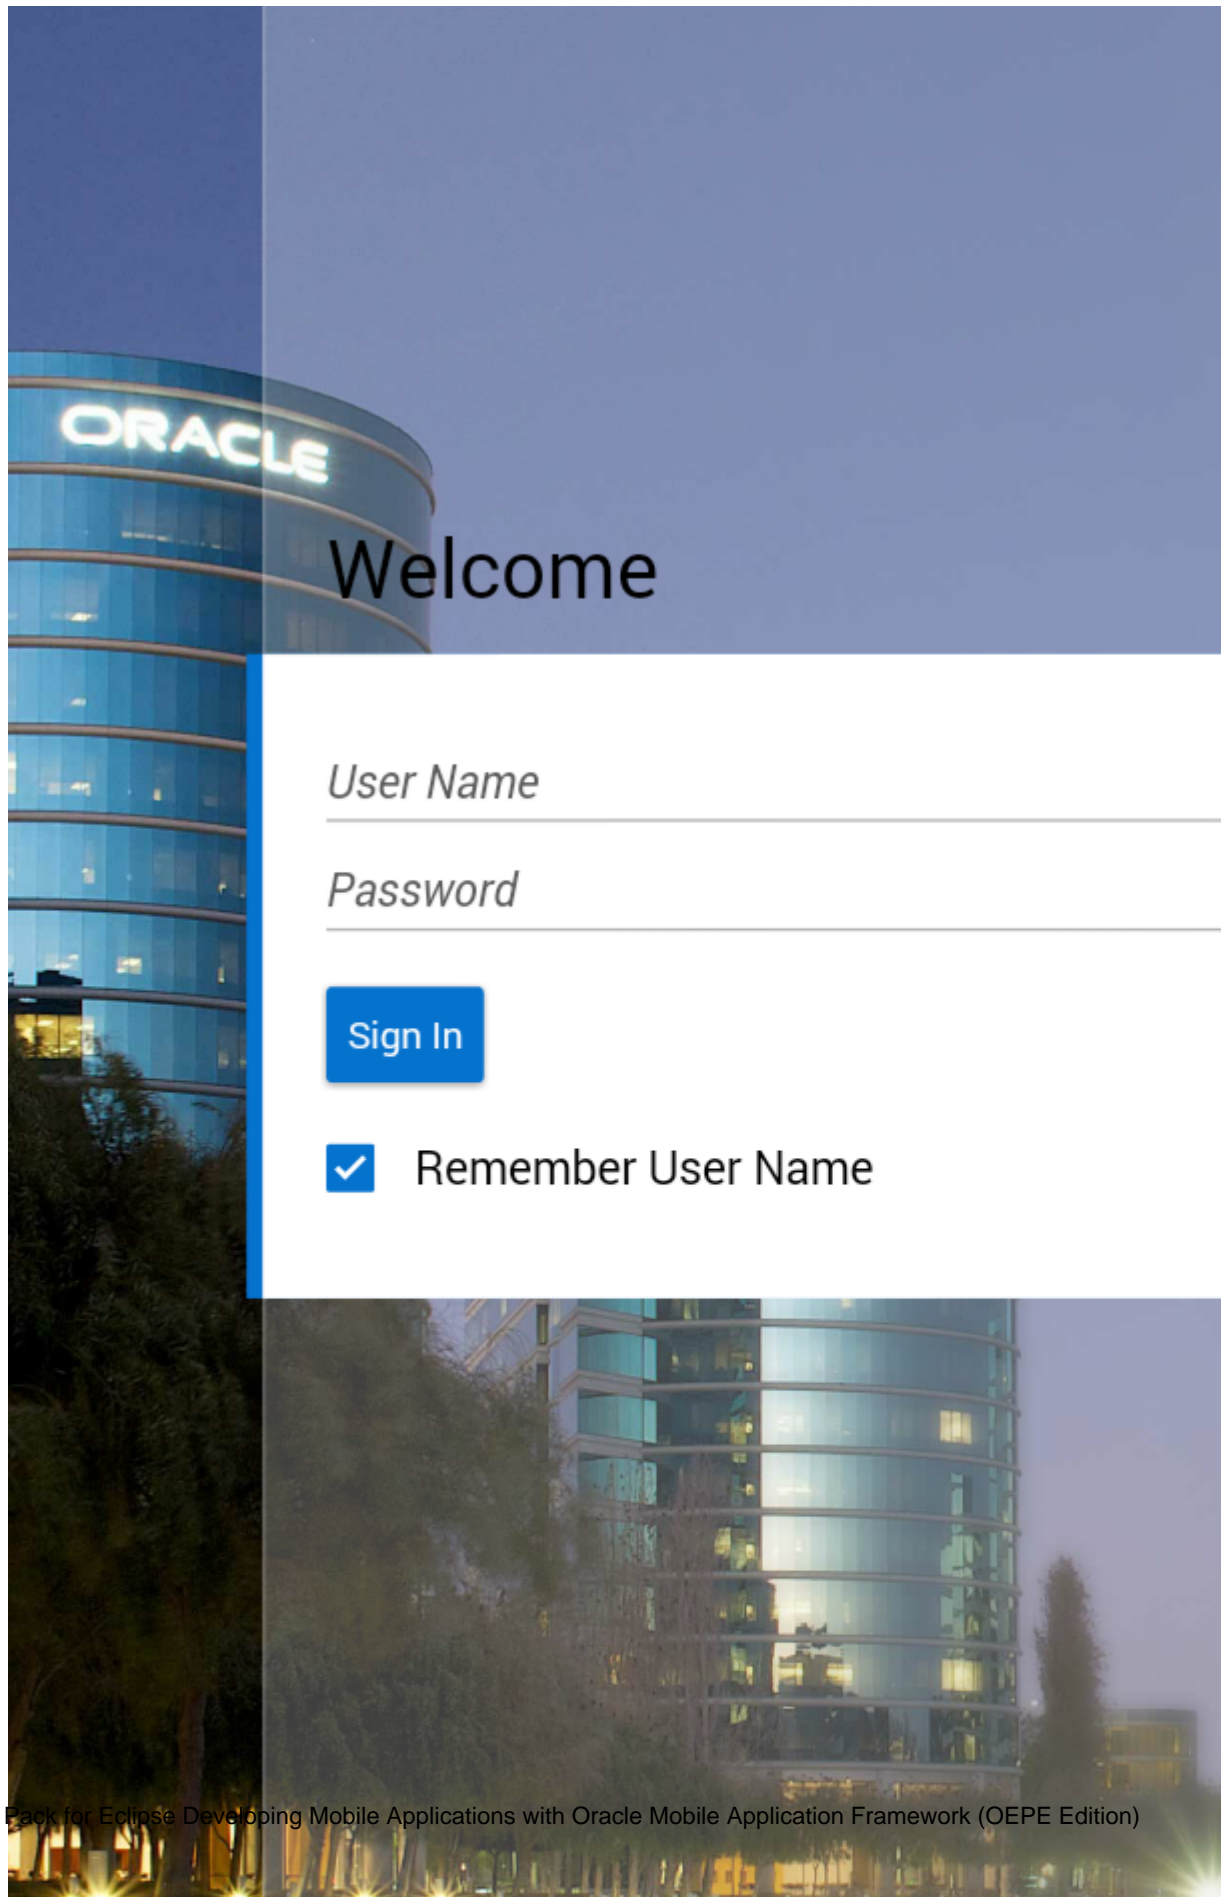 ORACLE
Welcome
User Name
Password
Sign In
Remember User Name
Pack for Eclipse Developing Mobile Applications with Oracle Mobile Application Framework (OEPE Edition)